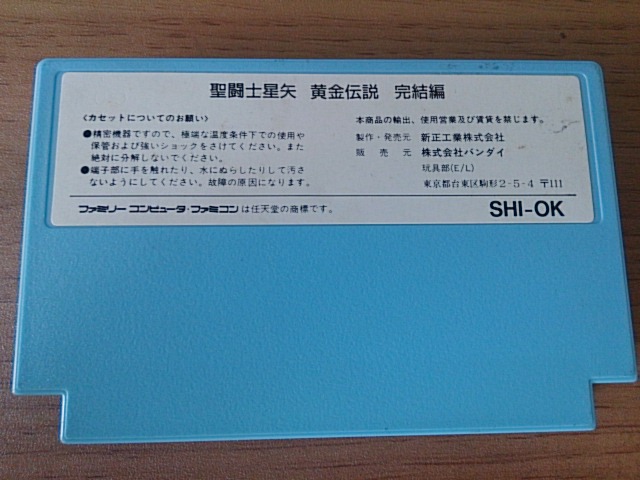 聖闘士星矢 黄金伝説 完結編
〈カセットについてのお願い〉
●精密機器ですので、極端な温度条件下での使用や
保管および強いショックをさけてください。また
絶対に分解しないでください。
●端子部に手を触れたり、水にぬらしたりして汚さ
ないようにしてください。故障の原因になります。
本商品の輸出、使用営業及び賃貸を禁じます。
製作・発売元 新正工業株式会社
販売元 株式会社バンダイ
玩具部(E/L)
東京都台東区駒形2-5-4 〒111
ファミリーコンピュータ・ファミコンは任天堂の商標です。
SHI-OK